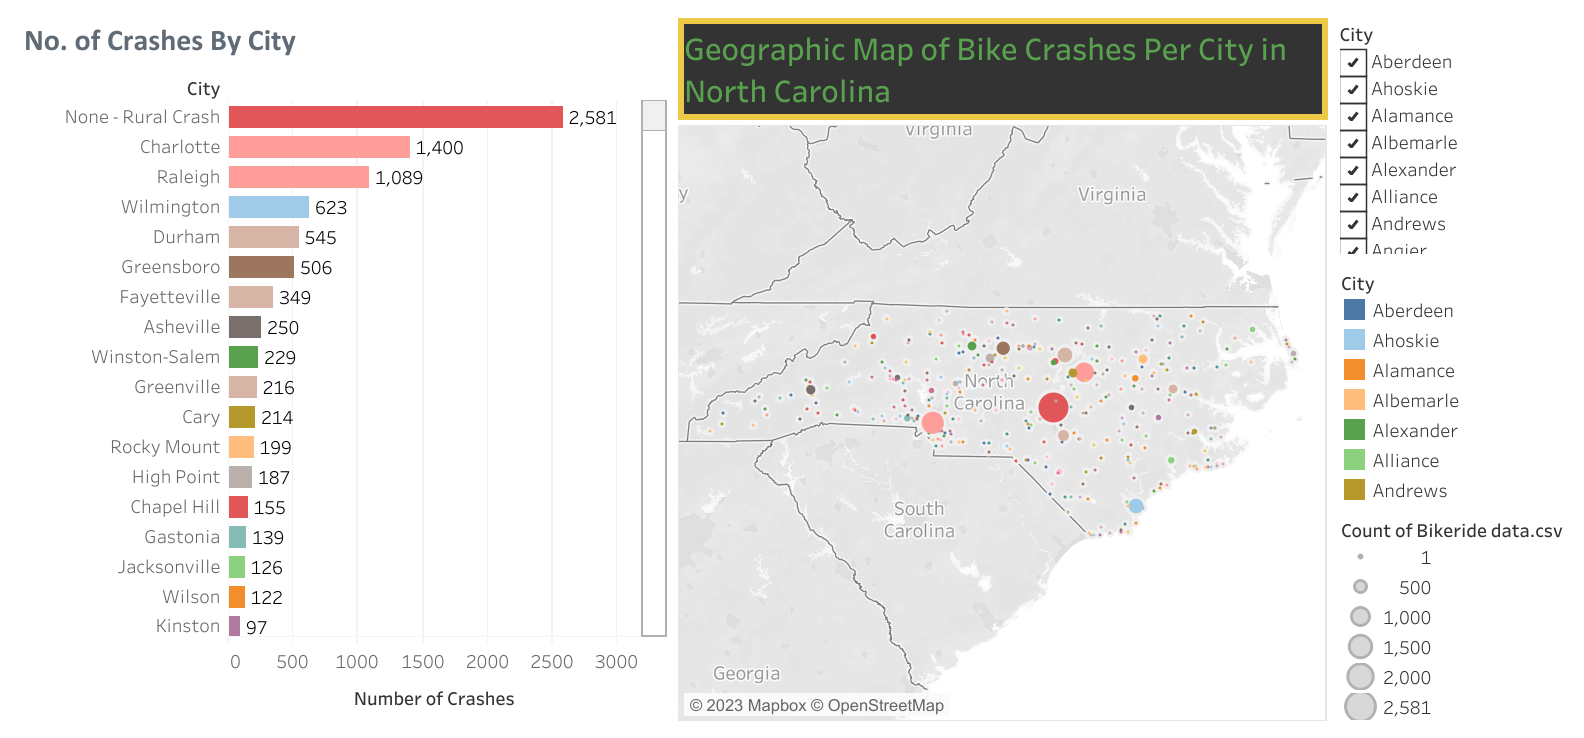 No. of Crashes By City
City
None - Rural Crash 2,581
Charlotte 1,400
Raleigh 1,089
Wilmington 623
Durham 545
Greensboro 506
Fayetteville 349
Asheville 250
Winston-Salem 229
Greenville 216
Cary 214
Rocky Mount 199
High Point 187
Chapel Hill 155
Gastonia 139
Jacksonville 126
Wilson 122
Kinston 97
0 500 1000 1500 2000 2500 3000
Number of Crashes
Geographic Map of Bike Crashes Per City in
North Carolina
Virginia
y
Virginia
North
Carolina
South
Carolina
Georgia
© 2023 Mapbox © OpenStreetMap
City
Aberdeen
Ahoskie
Alamance
Albemarle
Alexander
Alliance
Andrews
Angier
City
Aberdeen
Ahoskie
Alamance
Albemarle
Alexander
Alliance
Andrews
Count of Bikeride data.csv
1
500
1,000
1,500
2,000
2,581